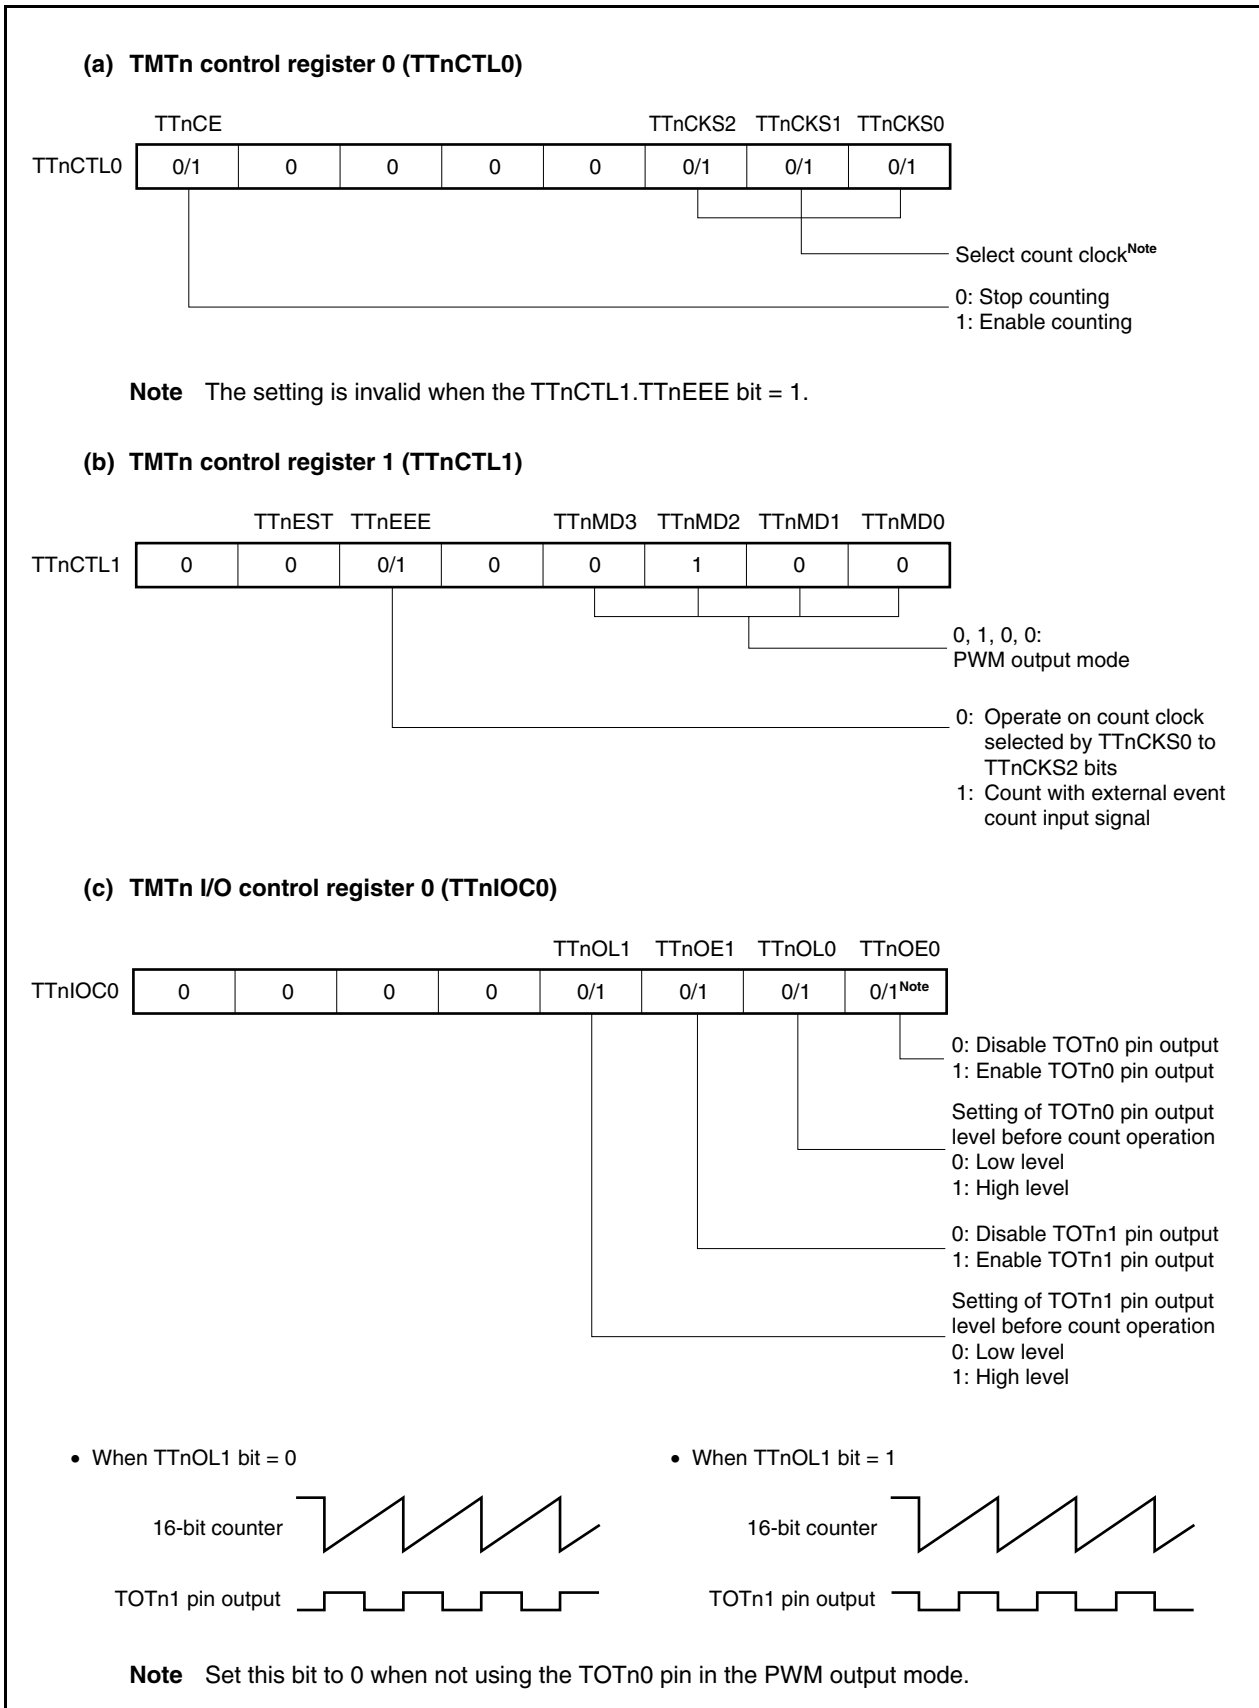 (a) TMTn control register 0 (TTnCTL0)
TTnCE TTnCKS2 TTnCKS1 TTnCKS0
TTnCTL0 0/1 0 0 0 0 0/1 0/1 0/1
Select count clockNote
0: Stop counting
1: Enable counting
Note The setting is invalid when the TTnCTL1.TTnEEE bit = 1.
(b) TMTn control register 1 (TTnCTL1)
TTnEST TTnEEE TTnMD3 TTnMD2 TTnMD1 TTnMD0
TTnCTL1 0 0 0/1 0 0 1 0 0
0, 1, 0, 0:
PWM output mode
0: Operate on count clock
selected by TTnCKS0 to
TTnCKS2 bits
1: Count with external event
count input signal
(c) TMTn I/O control register 0 (TTnIOC0)
TTnOL1 TTnOE1 TTnOL0 TTnOE0
TTnIOC0 0 0 0 0 0/1 0/1 0/1 0/1Note
0: Disable TOTn0 pin output
1: Enable TOTn0 pin output
Setting of TOTn0 pin output
level before count operation
0: Low level
1: High level
0: Disable TOTn1 pin output
1: Enable TOTn1 pin output
Setting of TOTn1 pin output
level before count operation
0: Low level
1: High level
• When TTnOL1 bit = 0
16-bit counter
TOTn1 pin output
• When TTnOL1 bit = 1
16-bit counter
TOTn1 pin output
Note Set this bit to 0 when not using the TOTn0 pin in the PWM output mode.